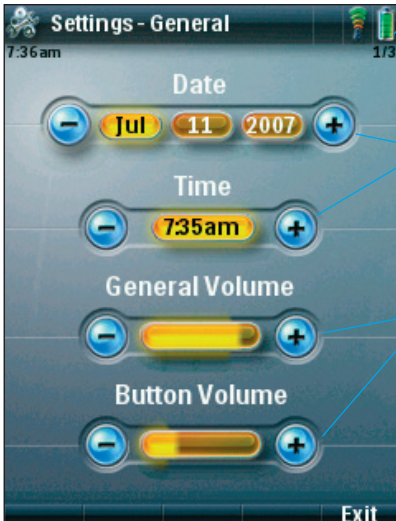 Settings - General
7:36am 1/3
Date
− Jul 11 2007 +
Time
− 7:35am +
General Volume
− +
Button Volume
− +
Exit